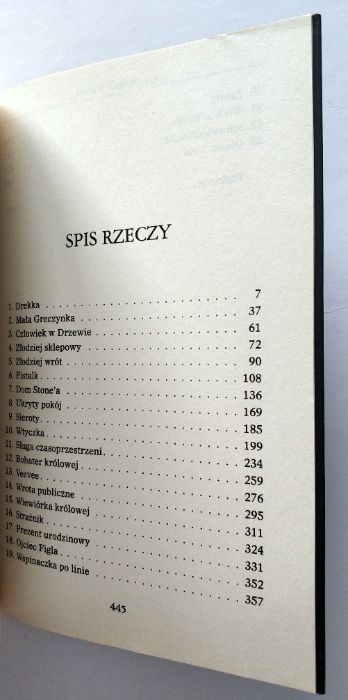 SPIS RZECZY
1. Drekka . . . . . . . . . . . . . . . . . . . . . . 7
2. Mała Greczynka . . . . . . . . . . . . . . . . . . 37
3. Człowiek w Drzewie . . . . . . . . . . . . . . . . 61
4. Złodziej sklepowy . . . . . . . . . . . . . . . . 72
5. Złodziej wrót . . . . . . . . . . . . . . . . . . 90
6. Fistalk . . . . . . . . . . . . . . . . . . . . . 108
7. Dom Stone'a . . . . . . . . . . . . . . . . . . . 136
8. Ukryty pokój . . . . . . . . . . . . . . . . . . 169
9. Sieroty . . . . . . . . . . . . . . . . . . . . . 185
10. Wtyczka . . . . . . . . . . . . . . . . . . . . 199
11. Sługa czasoprzestrzeni . . . . . . . . . . . . . 234
12. Bohater królowej . . . . . . . . . . . . . . . . 259
13. Veevee . . . . . . . . . . . . . . . . . . . . . 276
14. Wrota publiczne . . . . . . . . . . . . . . . . 295
15. Wiewiórka królowej . . . . . . . . . . . . . . . 311
16. Strażnik . . . . . . . . . . . . . . . . . . . . 324
17. Prezent urodzinowy . . . . . . . . . . . . . . . 331
18. Ojciec Figla . . . . . . . . . . . . . . . . . . 352
19. Wspinaczka po linie . . . . . . . . . . . . . . 357
445